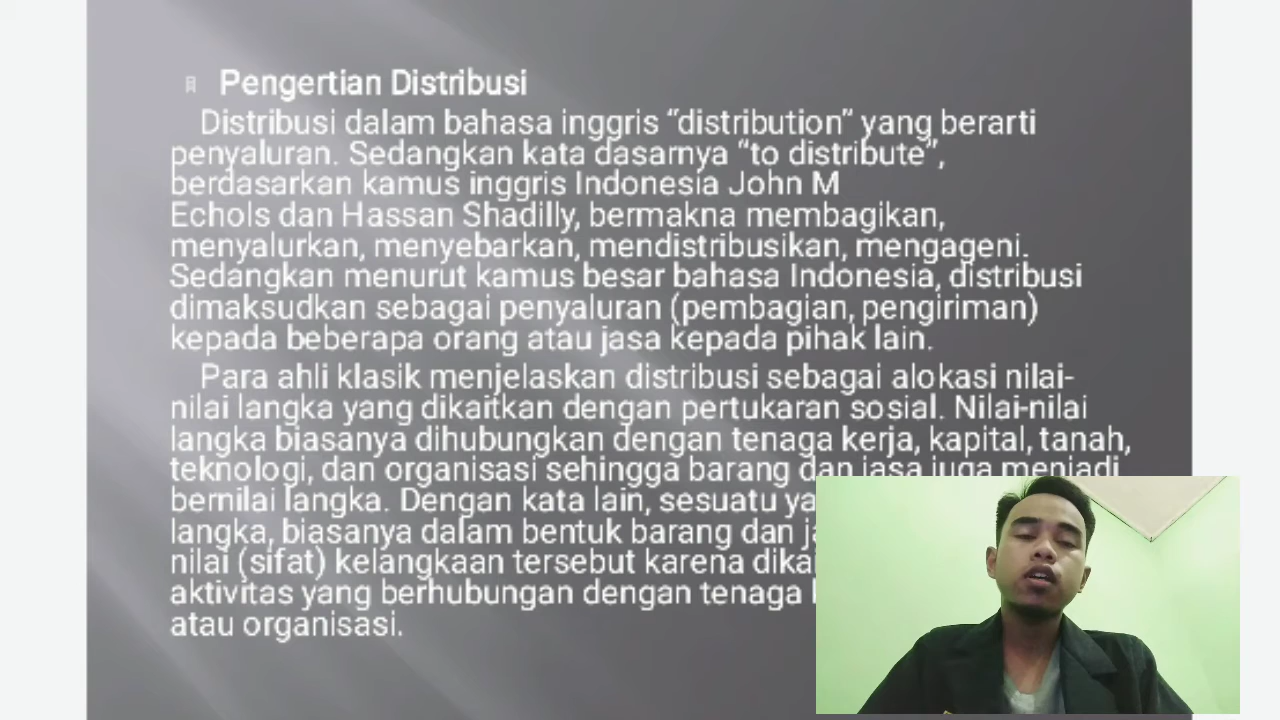 Pengertian Distribusi
Distribusi dalam bahasa inggris “distribution” yang berarti
penyaluran. Sedangkan kata dasarnya “to distribute”,
berdasarkan kamus inggris Indonesia John M
Echols dan Hassan Shadilly, bermakna membagikan,
menyalurkan, menyebarkan, mendistribusikan, mengageni.
Sedangkan menurut kamus besar bahasa Indonesia, distribusi
dimaksudkan sebagai penyaluran (pembagian, pengiriman)
kepada beberapa orang atau jasa kepada pihak lain.
Para ahli klasik menjelaskan distribusi sebagai alokasi nilai-
nilai langka yang dikaitkan dengan pertukaran sosial. Nilai-nilai
langka biasanya dihubungkan dengan tenaga kerja, kapital, tanah,
teknologi, dan organisasi sehingga barang dan jasa juga menjadi
bernilai langka. Dengan kata lain, sesuatu
langka, biasanya dalam bentuk barang dan
nilai (sifat) kelangkaan tersebut karena
aktivitas yang berhubungan dengan tenaga
atau organisasi.